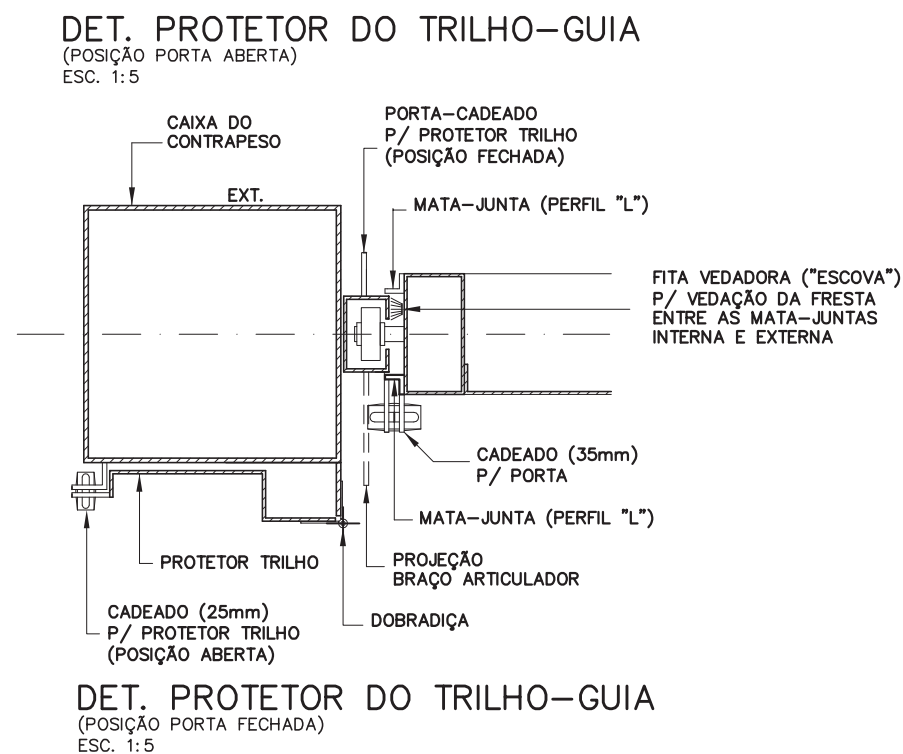 DET. PROTETOR DO TRILHO-GUIA
(POSIÇÃO PORTA ABERTA)
ESC. 1:5
CAIXA DO
CONTRAPESO
PORTA-CADEADO
P/ PROTETOR TRILHO
(POSIÇÃO FECHADA)
EXT.
MATA-JUNTA (PERFIL "L")
FITA VEDADORA ("ESCOVA")
P/ VEDAÇÃO DA FRESTA
ENTRE AS MATA-JUNTAS
INTERNA E EXTERNA
CADEADO (35mm)
P/ PORTA
MATA-JUNTA (PERFIL "L")
PROTETOR TRILHO
PROJEÇÃO
BRAÇO ARTICULADOR
CADEADO (25mm)
P/ PROTETOR TRILHO
(POSIÇÃO ABERTA)
DOBRADIÇA
DET. PROTETOR DO TRILHO-GUIA
(POSIÇÃO PORTA FECHADA)
ESC. 1:5